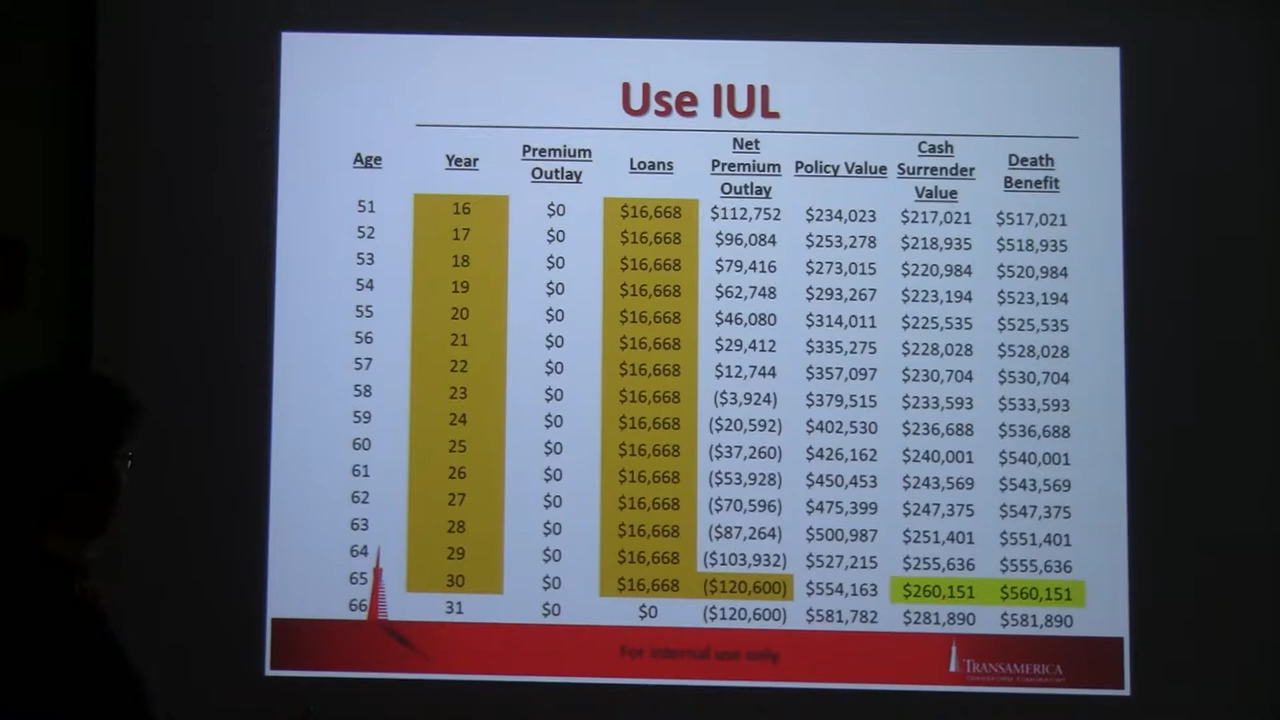 Use IUL
Age Year Premium Outlay Loans Net Premium Outlay Policy Value Cash Surrender Value Death Benefit
51 16 $0 $16,668 $112,752 $234,023 $217,021 $517,021
52 17 $0 $16,668 $96,084 $253,278 $218,935 $518,935
53 18 $0 $16,668 $79,416 $273,015 $220,984 $520,984
54 19 $0 $16,668 $62,748 $293,267 $223,194 $523,194
55 20 $0 $16,668 $46,080 $314,011 $225,535 $525,535
56 21 $0 $16,668 $29,412 $335,275 $228,028 $528,028
57 22 $0 $16,668 $12,744 $357,097 $230,704 $530,704
58 23 $0 $16,668 ($3,924) $379,515 $233,593 $533,593
59 24 $0 $16,668 ($20,592) $402,530 $236,688 $536,688
60 25 $0 $16,668 ($37,260) $426,162 $240,001 $540,001
61 26 $0 $16,668 ($53,928) $450,453 $243,569 $543,569
62 27 $0 $16,668 ($70,596) $475,399 $247,375 $547,375
63 28 $0 $16,668 ($87,264) $500,987 $251,401 $551,401
64 29 $0 $16,668 ($103,932) $527,215 $255,636 $555,636
65 30 $0 $16,668 ($120,600) $554,163 $260,151 $560,151
66 31 $0 $0 ($120,600) $581,782 $281,890 $581,890
For internal use only
TRANSAMERICA